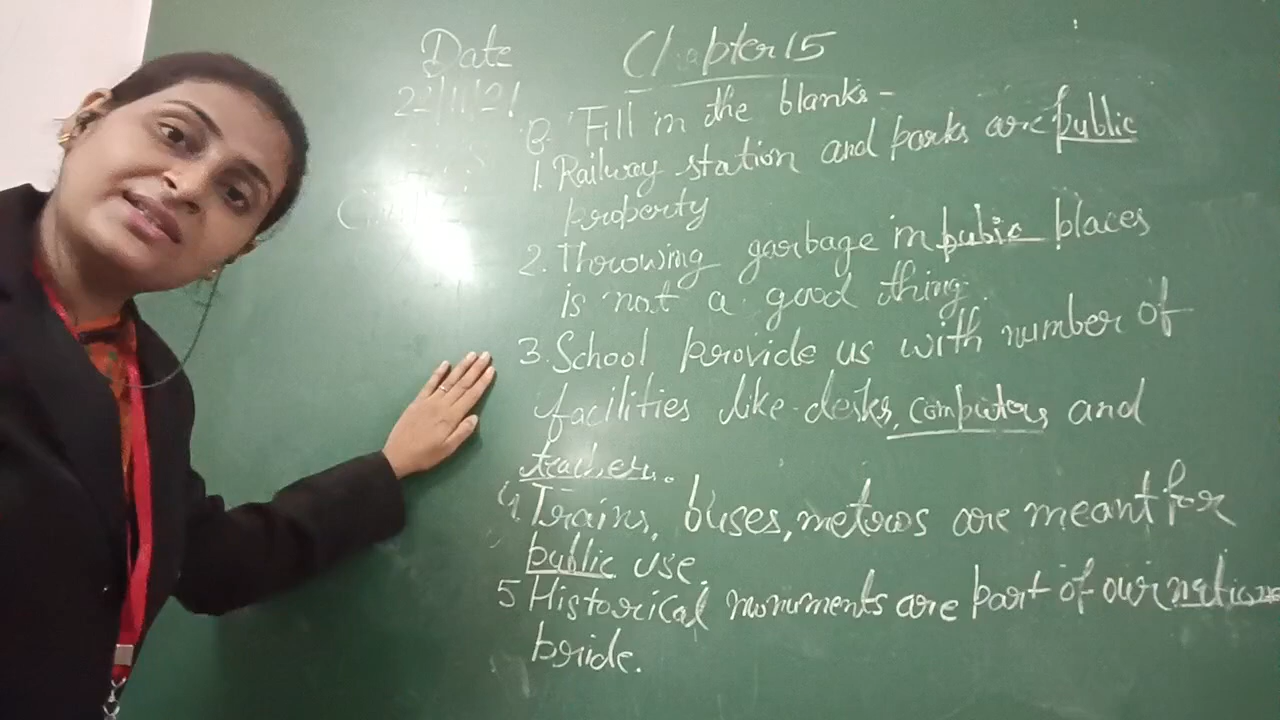 Date
Chapter 15
22/11/21
B. Fill in the blanks -
1. Railway station and parks are public
property
2. Throwing garbage in pubic places
is not a good thing.
3. School provide us with number of
facilities like desks, computers and
teacher.
4. Trains, buses, metros are meant for
public use.
5 Historical monuments are part of our national
pride.